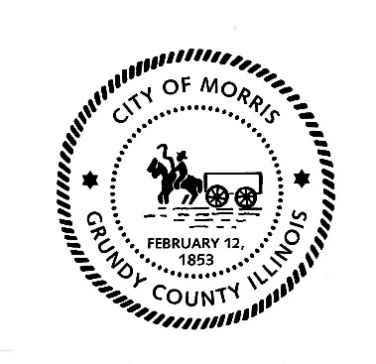 CITY OF MORRIS
FEBRUARY 12,
1853
GRUNDY COUNTY ILLINOIS